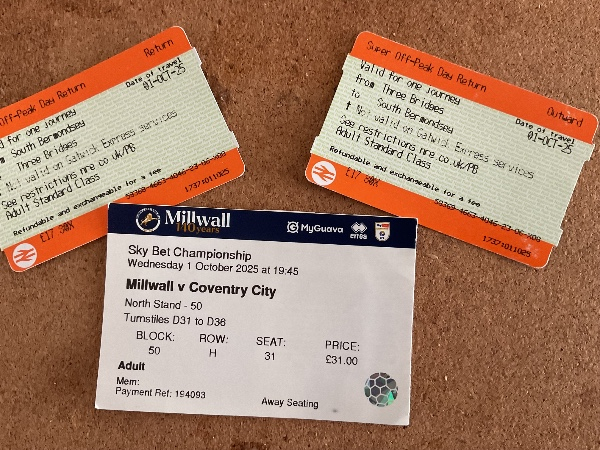 Off-Peak Day Return
Return
Date of travel
01-OCT-25
for one journey
South Bermondsey
Three Bridges
Not valid on Gatwick Express services
See restrictions nre.co.uk/PB
Adult Standard Class
Refundable and exchangeable for a fee
£17.30X
17371011025
Super Off-Peak Day Return
Outward
Valid for one journey
Date of travel
from Three Bridges
01-OCT-25
to South Bermondsey
† Not valid on Gatwick Express services
See restrictions nre.co.uk/PB
Adult Standard Class
Refundable and exchangeable for a fee
£17.30X
17371011025
Millwall
140 years
MyGuava
errea
Sky Bet Championship
Wednesday 1 October 2025 at 19:45
Millwall v Coventry City
North Stand - 50
Turnstiles D31 to D36
BLOCK: ROW: SEAT: PRICE:
50 H 31 £31.00
Adult
Mem:
Payment Ref: 194093
Away Seating